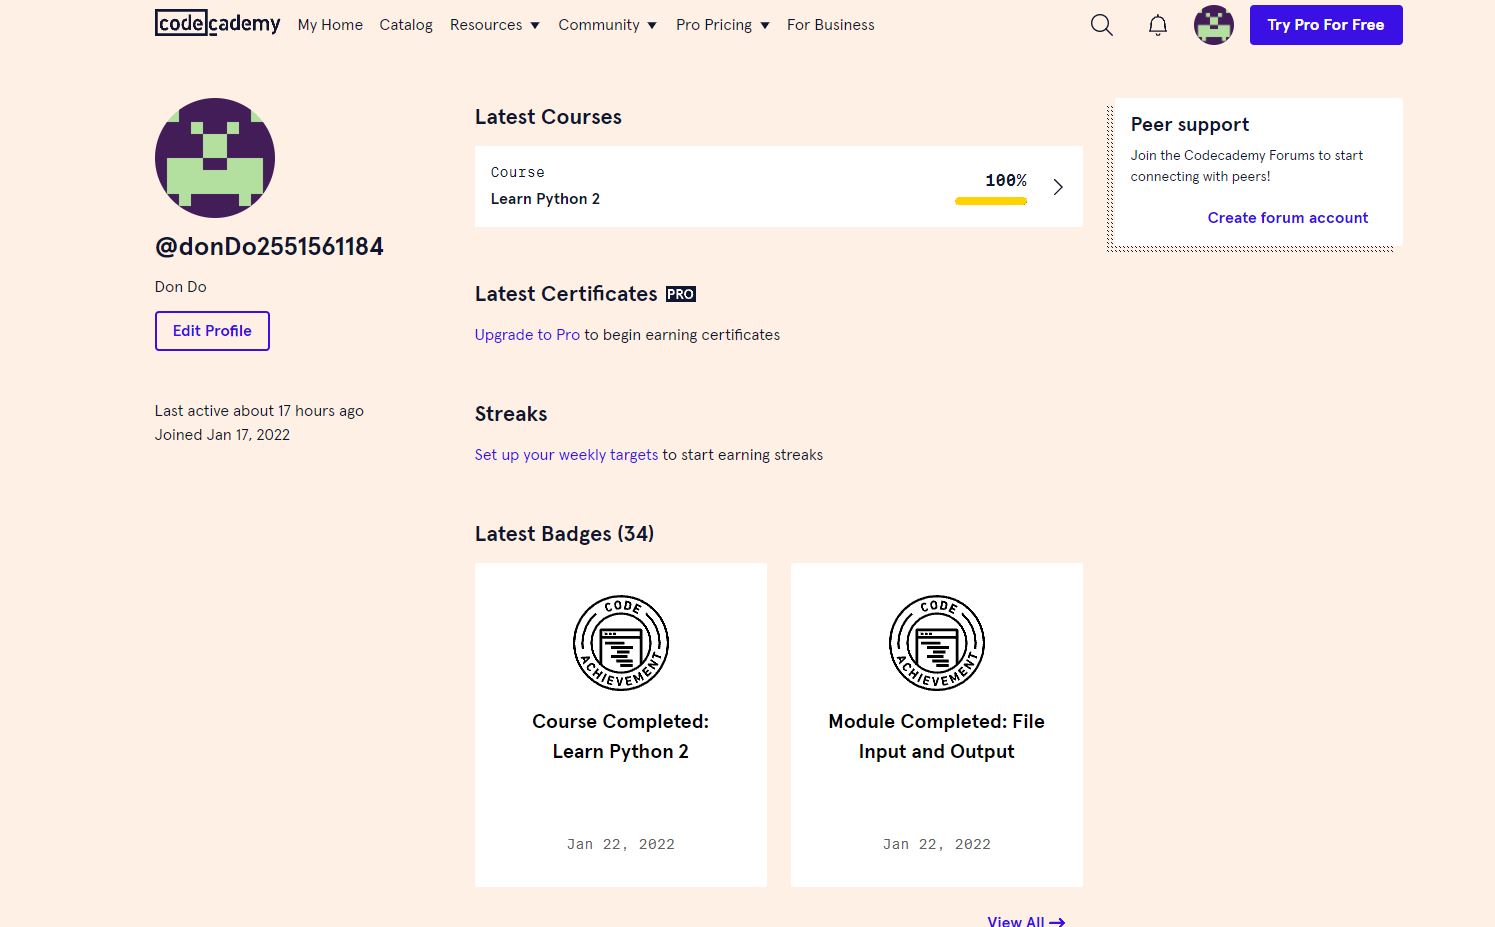 codecademy My Home Catalog Resources Community Pro Pricing For Business Try Pro For Free
@donDo2551561184
Don Do
Edit Profile
Last active about 17 hours ago
Joined Jan 17, 2022
Latest Courses
Course
Learn Python 2
100%
Latest Certificates PRO
Upgrade to Pro to begin earning certificates
Streaks
Set up your weekly targets to start earning streaks
Latest Badges (34)
CODE
ACHIEVEMENT
Course Completed:
Learn Python 2
Jan 22, 2022
CODE
ACHIEVEMENT
Module Completed: File
Input and Output
Jan 22, 2022
View All
Peer support
Join the Codecademy Forums to start
connecting with peers!
Create forum account